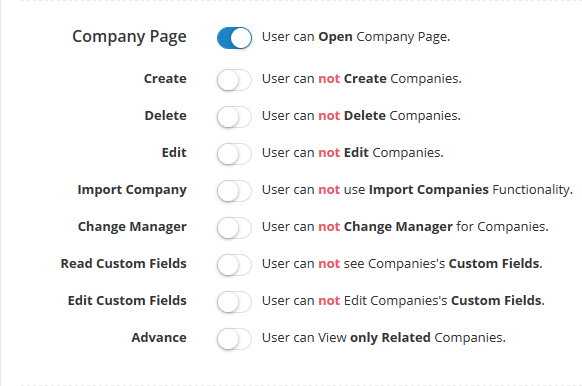 Company Page User can Open Company Page.
Create User can not Create Companies.
Delete User can not Delete Companies.
Edit User can not Edit Companies.
Import Company User can not use Import Companies Functionality.
Change Manager User can not Change Manager for Companies.
Read Custom Fields User can not see Companies's Custom Fields.
Edit Custom Fields User can not Edit Companies's Custom Fields.
Advance User can View only Related Companies.